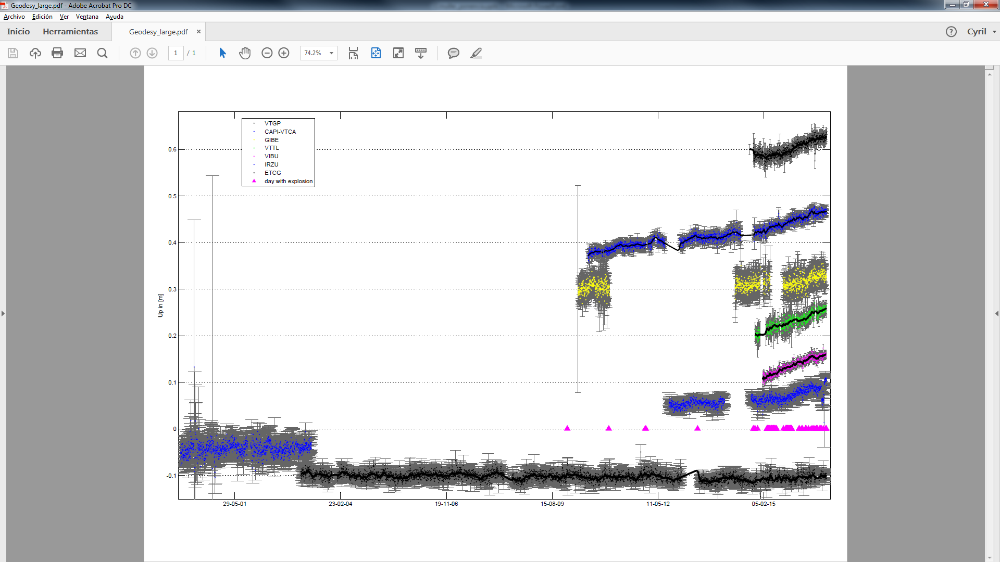 Geodesy_large.pdf - Adobe Acrobat Pro DC
Archivo Edición Ver Ventana Ayuda
Inicio Herramientas Geodesy_large.pdf × ? Cyril
1 / 1 74.2%
VTGP
CAPI-VTCA
GIBE
VTTL
VIBU
IRZU
ETCG
day with explosion
0.6
0.5
0.4
0.3
0.2
0.1
0
-0.1
Up in [m]
29-05-01 23-02-04 19-11-06 15-08-09 11-05-12 05-02-15